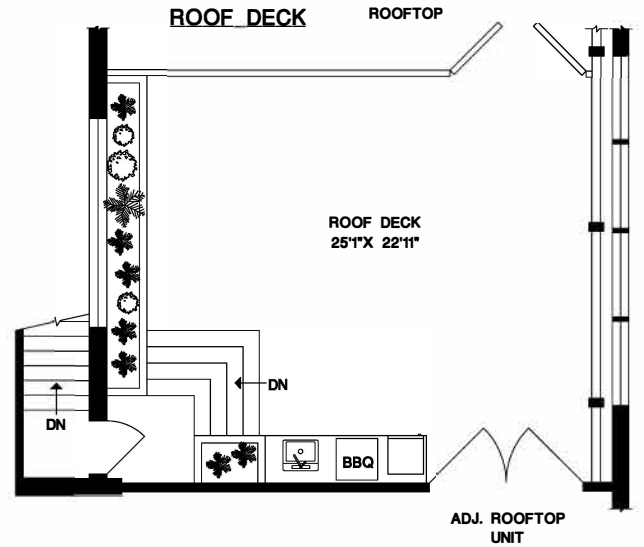 ROOF DECK
ROOFTOP
ROOF DECK
25'1"X 22'11"
DN
DN
BBQ
ADJ. ROOFTOP
UNIT